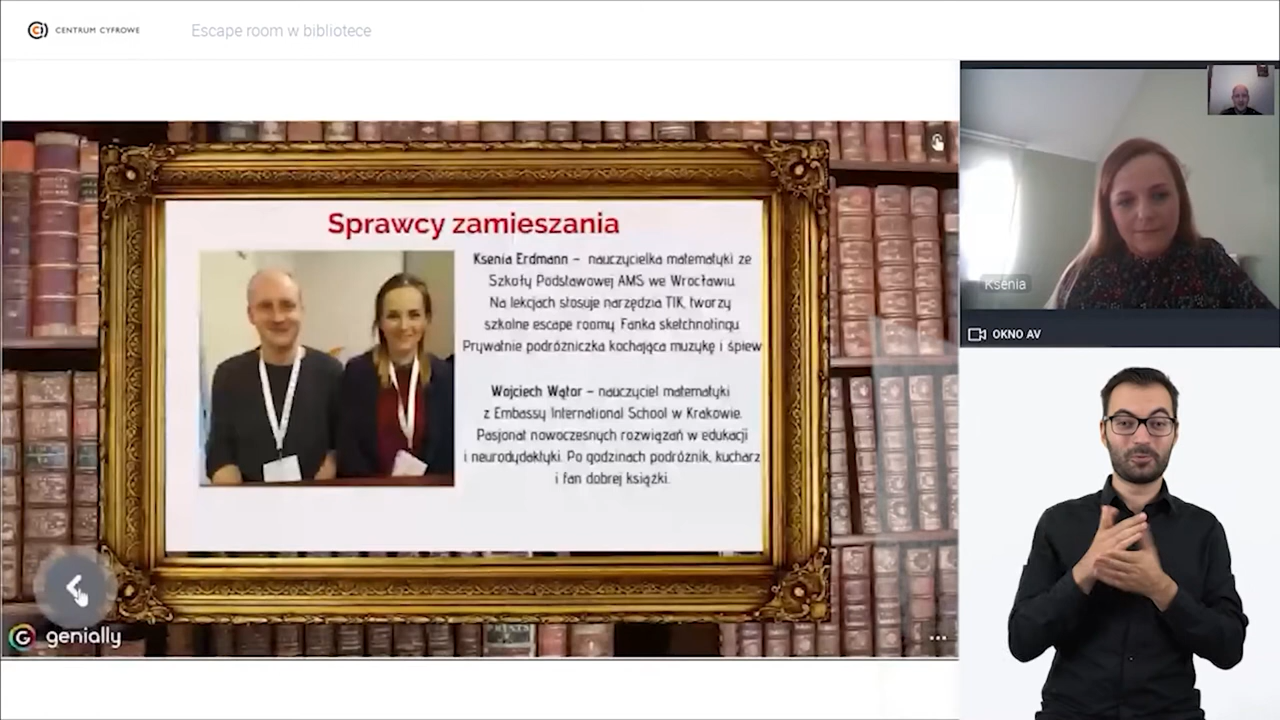 CENTRUM CYFROWE
Escape room w bibliotece
Sprawcy zamieszania
Ksenia Erdmann – nauczycielka matematyki ze
Szkoły Podstawowej AMS we Wrocławiu.
Na lekcjach stosuje narzędzia TIK, tworzy
szkolne escape roomy. Fanka sketchnotingu.
Prywatnie podróżniczka kochająca muzykę i śpiew
Wojciech Wątor – nauczyciel matematyki
z Embassy International School w Krakowie.
Pasjonat nowoczesnych rozwiązań w edukacji
i neurodydaktyki. Po godzinach podróżnik, kucharz
i fan dobrej książki.
genially
Ksenia
OKNO AV